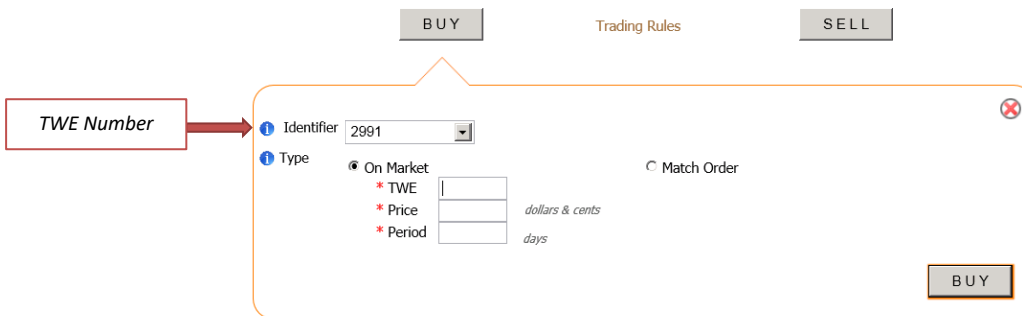 BUY Trading Rules SELL
TWE Number
Identifier 2991
Type On Market Match Order
* TWE
* Price dollars & cents
* Period days
BUY